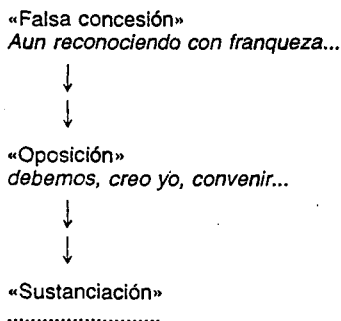 «Falsa concesión»
Aun reconociendo con franqueza...
«Oposición»
debemos, creo yo, convenir...
«Sustanciación»
............................